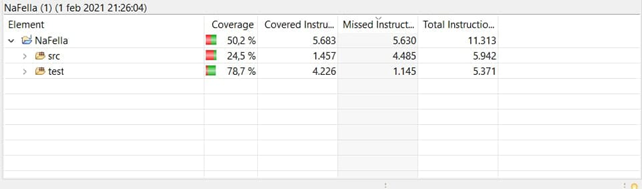 NaFella (1) (1 feb 2021 21:26:04)
Element Coverage Covered Instru... Missed Instruct... Total Instructio...
NaFella 50,2 % 5.683 5.630 11.313
src 24,5 % 1.457 4.485 5.942
test 78,7 % 4.226 1.145 5.371